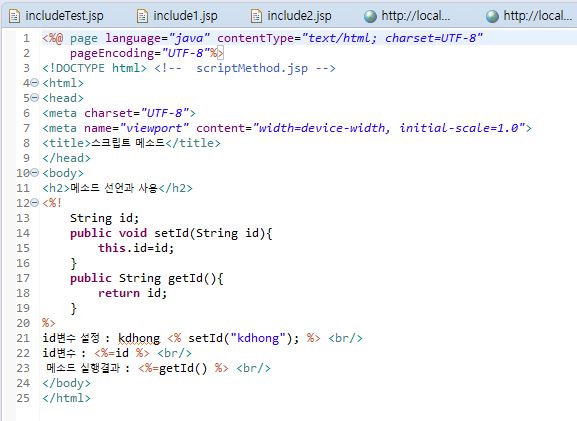 includeTest.jsp include1.jsp include2.jsp http://local... http://local...
1 <%@ page language="java" contentType="text/html; charset=UTF-8"
2 pageEncoding="UTF-8"%>
3 <!DOCTYPE html> <!--  scriptMethod.jsp -->
4 <html>
5 <head>
6 <meta charset="UTF-8">
7 <meta name="viewport" content="width=device-width, initial-scale=1.0">
8 <title>스크립트 메소드</title>
9 </head>
10 <body>
11 <h2>메소드 선언과 사용</h2>
12 <%!
13 String id;
14 public void setId(String id){
15 this.id=id;
16 }
17 public String getId(){
18 return id;
19 }
20 %>
21 id변수 설정 : kdhong <% setId("kdhong"); %> <br/>
22 id변수 : <%=id %> <br/>
23 메소드 실행결과 : <%=getId() %> <br/>
24 </body>
25 </html>